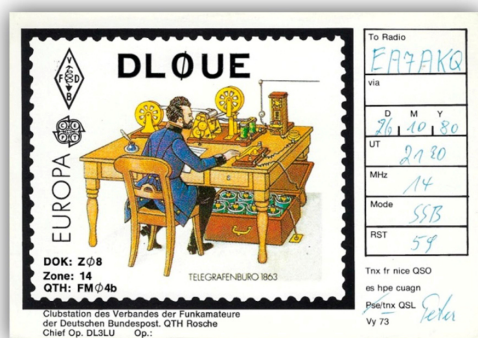 DLØUE
V
F D
B
EUROPA
DOK: ZØ8
Zone: 14
QTH: FMØ4b
TELEGRAFENBÜRO 1863
Clubstation des Verbandes der Funkamateure
der Deutschen Bundespost. QTH Rosche
Chief Op. DL3LU Op.:
To Radio
EA7AKQ
via
D M Y
26 10 80
UT
2120
MHz
14
Mode
SSB
RST
59
Tnx fr nice QSO
es hpe cuagn
Pse/tnx QSL
Vy 73 Peter